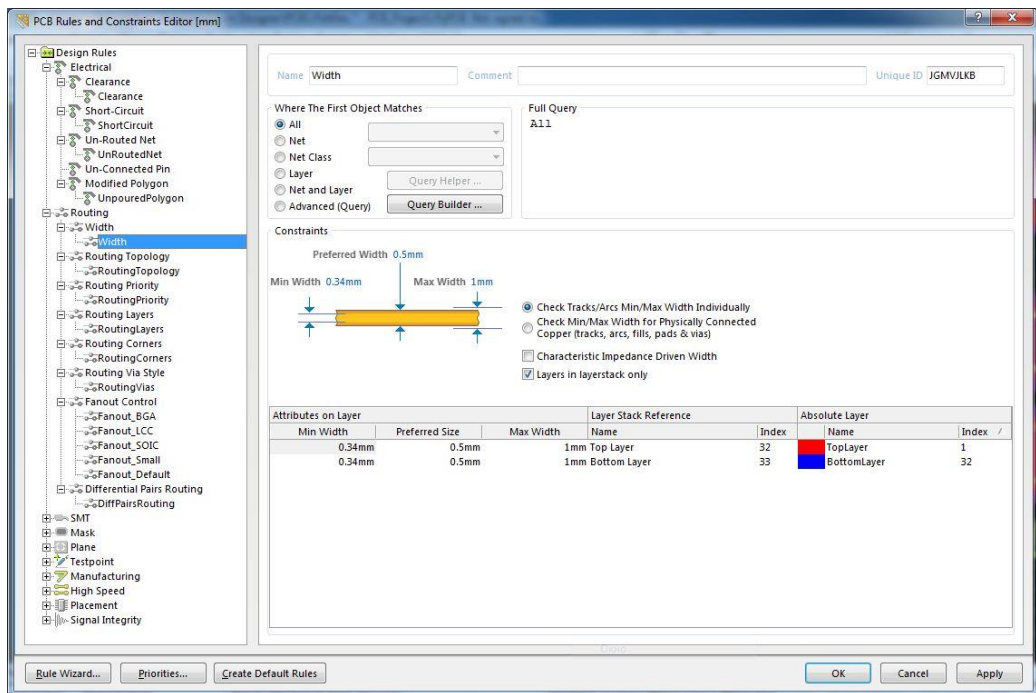 PCB Rules and Constraints Editor [mm]
Design Rules
Electrical
Clearance
Clearance
Short-Circuit
ShortCircuit
Un-Routed Net
UnRoutedNet
Un-Connected Pin
Modified Polygon
UnpouredPolygon
Routing
Width
Width
Routing Topology
RoutingTopology
Routing Priority
RoutingPriority
Routing Layers
RoutingLayers
Routing Corners
RoutingCorners
Routing Via Style
RoutingVias
Fanout Control
Fanout_BGA
Fanout_LCC
Fanout_SOIC
Fanout_Small
Fanout_Default
Differential Pairs Routing
DiffPairsRouting
SMT
Mask
Plane
Testpoint
Manufacturing
High Speed
Placement
Signal Integrity
Name Width Comment Unique ID JGMVJLKB
Where The First Object Matches
All
Net
Net Class
Layer
Net and Layer
Advanced (Query)
Query Helper ...
Query Builder ...
Full Query
All
Constraints
Preferred Width 0.5mm
Min Width 0.34mm Max Width 1mm
Check Tracks/Arcs Min/Max Width Individually
Check Min/Max Width for Physically Connected
Copper (tracks, arcs, fills, pads & vias)
Characteristic Impedance Driven Width
Layers in layerstack only
Attributes on Layer Layer Stack Reference Absolute Layer
Min Width Preferred Size Max Width Name Index Name Index
0.34mm 0.5mm 1mm Top Layer 32 TopLayer 1
0.34mm 0.5mm 1mm Bottom Layer 33 BottomLayer 32
Rule Wizard... Priorities... Create Default Rules OK Cancel Apply